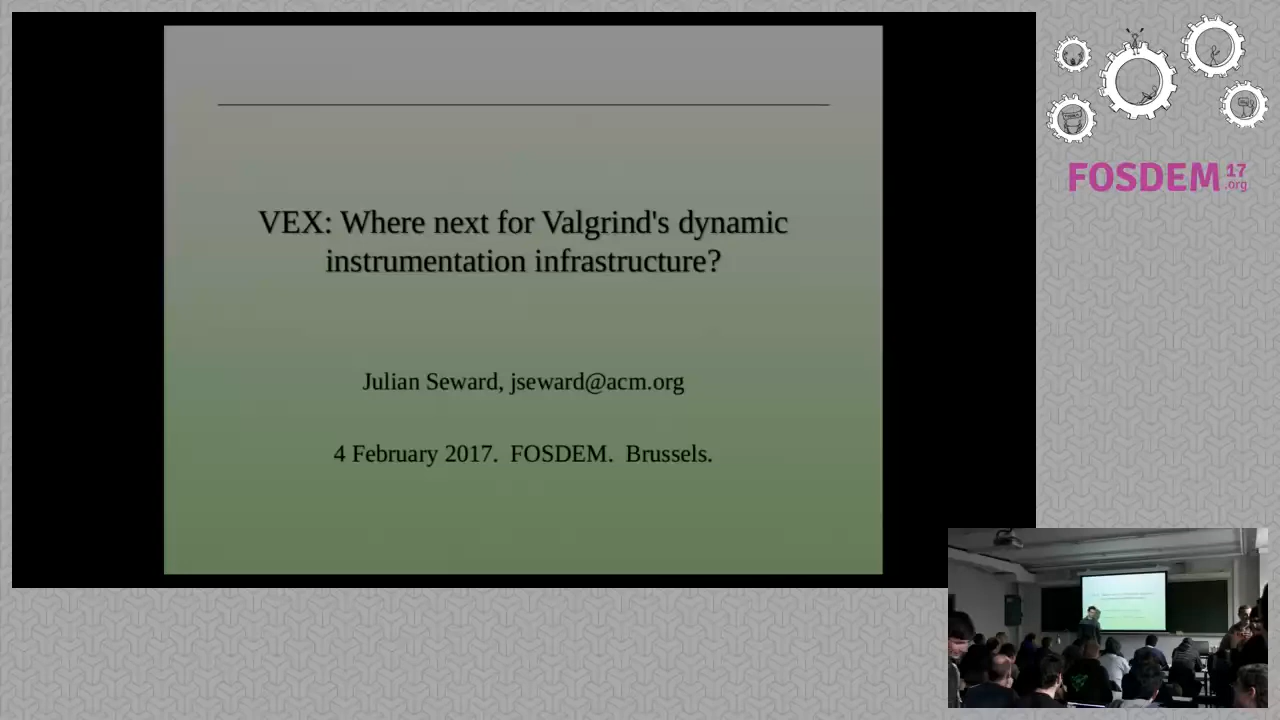 VEX: Where next for Valgrind's dynamic
instrumentation infrastructure?
Julian Seward, jseward@acm.org
4 February 2017. FOSDEM. Brussels.
FOSDEM 17
.org